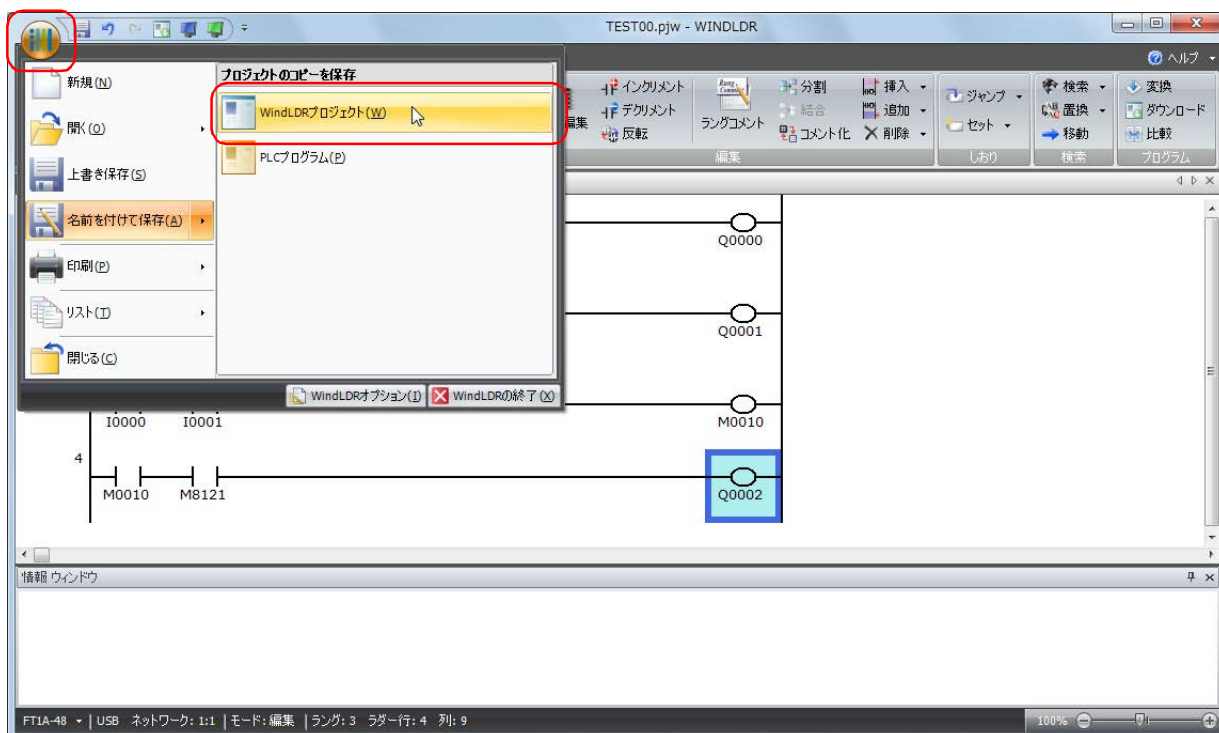 TEST00.pjw - WINDLDR
ヘルプ
新規(N)
開く(O)
上書き保存(S)
名前を付けて保存(A)
印刷(P)
リスト(T)
閉じる(C)
プロジェクトのコピーを保存
WindLDRプロジェクト(W)
PLCプログラム(P)
WindLDRオプション(I)
WindLDRの終了(X)
編集
インクリメント
デクリメント
反転
Rung Comment
ラングコメント
分割
結合
コメント化
挿入
追加
削除
編集
ジャンプ
セット
しおり
検索
置換
移動
検索
変換
ダウンロード
比較
プログラム
Q0000
Q0001
I0000 I0001 M0010
4
M0010 M8121 Q0002
情報 ウィンドウ
FT1A-48 | USB ネットワーク: 1:1 | モード: 編集 | ラング: 3 ラダー行: 4 列: 9
100%